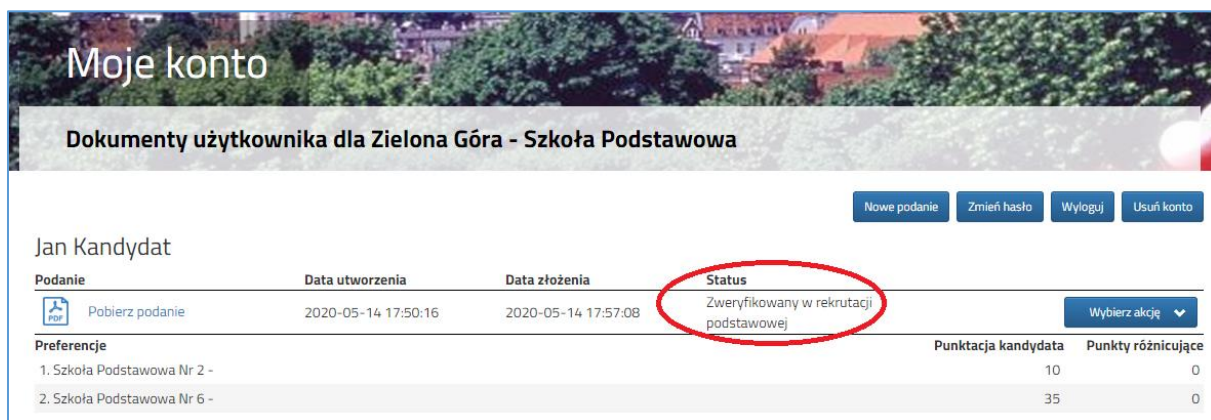 Moje konto
Dokumenty użytkownika dla Zielona Góra - Szkoła Podstawowa
Nowe podanie Zmień hasło Wyloguj Usuń konto
Jan Kandydat
Podanie Data utworzenia Data złożenia Status
PDF Pobierz podanie 2020-05-14 17:50:16 2020-05-14 17:57:08 Zweryfikowany w rekrutacji
podstawowej
Wybierz akcję
Preferencje Punktacja kandydata Punkty różnicujące
1. Szkoła Podstawowa Nr 2 - 10 0
2. Szkoła Podstawowa Nr 6 - 35 0